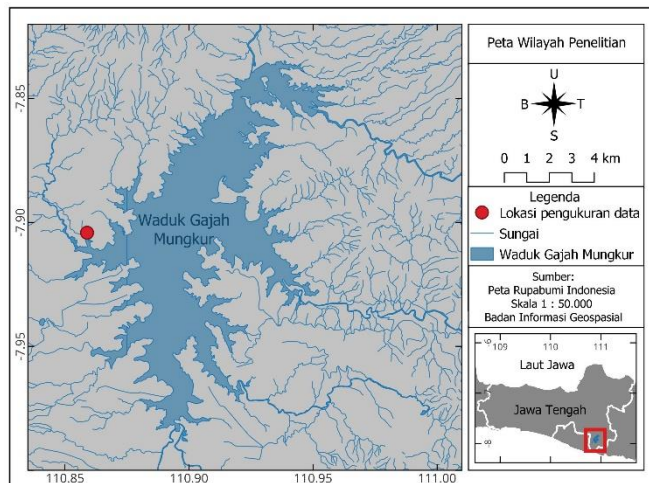 Peta Wilayah Penelitian
U
B T
S
0 1 2 3 4 km
Legenda
Lokasi pengukuran data
Sungai
Waduk Gajah Mungkur
Sumber:
Peta Rupabumi Indonesia
Skala 1 : 50.000
Badan Informasi Geospasial
109 110 111
Laut Jawa
Jawa Tengah
-8
-7.85
-7.90
-7.95
Waduk Gajah
Mungkur
110.85 110.90 110.95 111.00